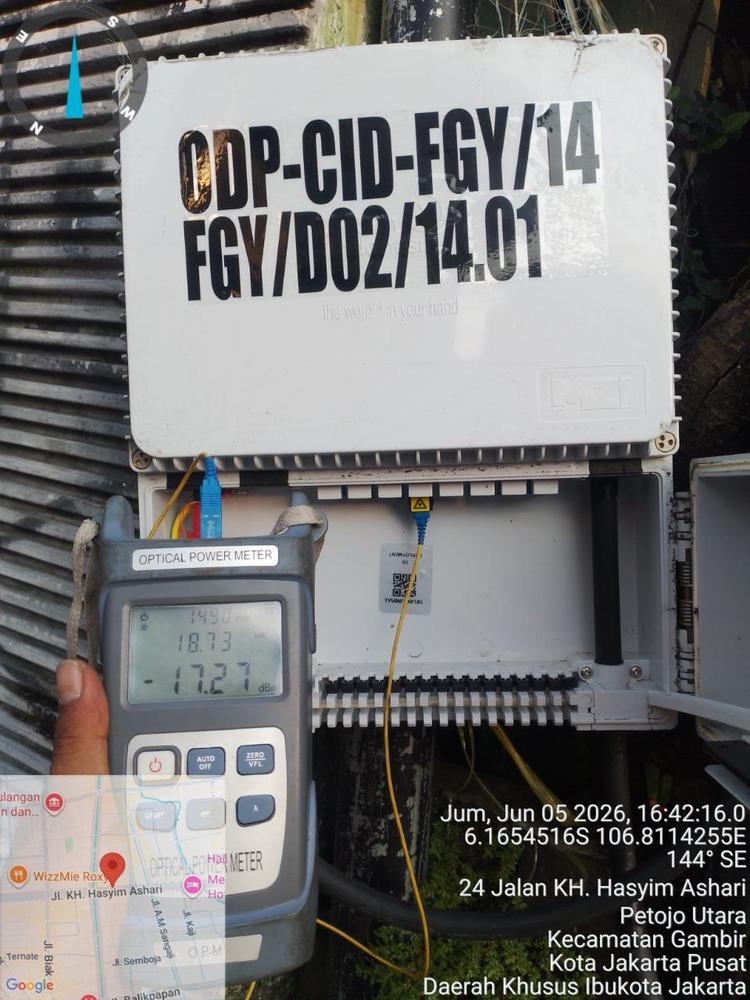 ODP-CID-FGY/14
FGY/D02/14.01
the world in your hand
OPTICAL POWER METER
1490
18.73
-17.27 dBm
AUTO
OFF
ZERO
/VFL
λ
OPTICAL POWER METER
OPM
S
E
W
N
WizzMie Roxy
Jl. KH. Hasyim Ashari
Jl. A.M Sangaji
Jl. Kaji
Jl. Biak
Ternate
Jl. Semboja
Jl. Balikpapan
Google
Jum, Jun 05 2026, 16:42:16.0
6.1654516S 106.8114255E
144° SE
24 Jalan KH. Hasyim Ashari
Petojo Utara
Kecamatan Gambir
Kota Jakarta Pusat
Daerah Khusus Ibukota Jakarta